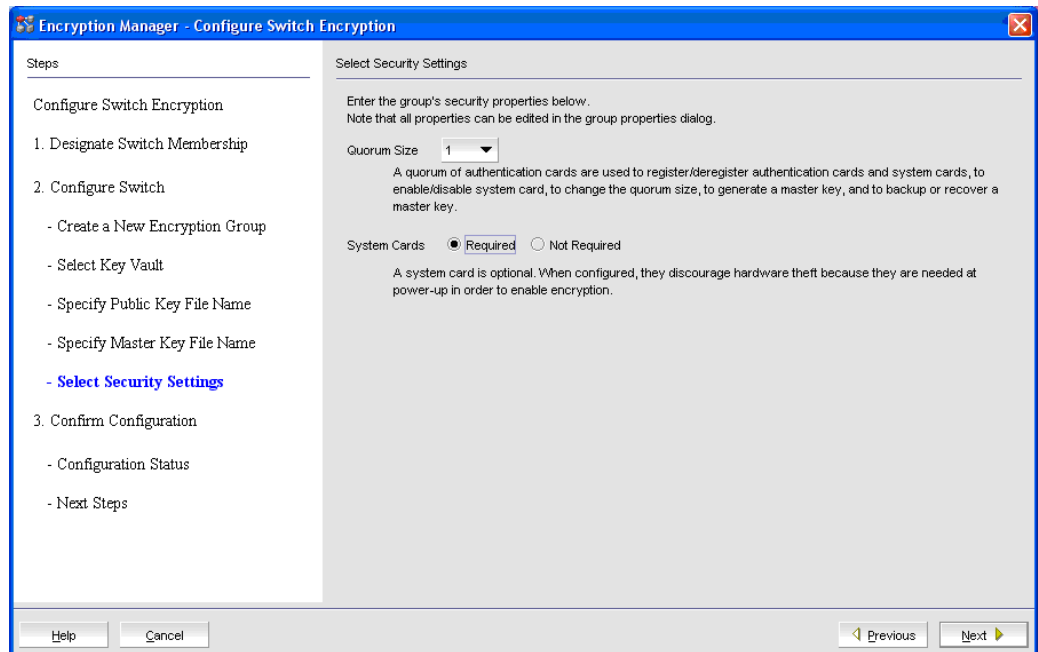 Encryption Manager - Configure Switch Encryption
Steps
Configure Switch Encryption
1. Designate Switch Membership
2. Configure Switch
- Create a New Encryption Group
- Select Key Vault
- Specify Public Key File Name
- Specify Master Key File Name
- Select Security Settings
3. Confirm Configuration
- Configuration Status
- Next Steps
Select Security Settings
Enter the group's security properties below.
Note that all properties can be edited in the group properties dialog.
Quorum Size 1
A quorum of authentication cards are used to register/deregister authentication cards and system cards, to
enable/disable system card, to change the quorum size, to generate a master key, and to backup or recover a
master key.
System Cards Required Not Required
A system card is optional. When configured, they discourage hardware theft because they are needed at
power-up in order to enable encryption.
Help Cancel Previous Next